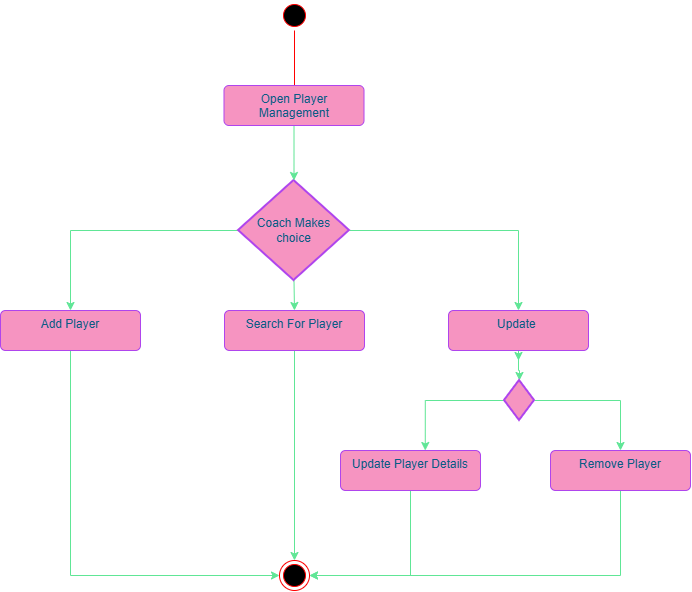 Open Player
Management
Coach Makes
choice
Add Player
Search For Player
Update
Update Player Details
Remove Player